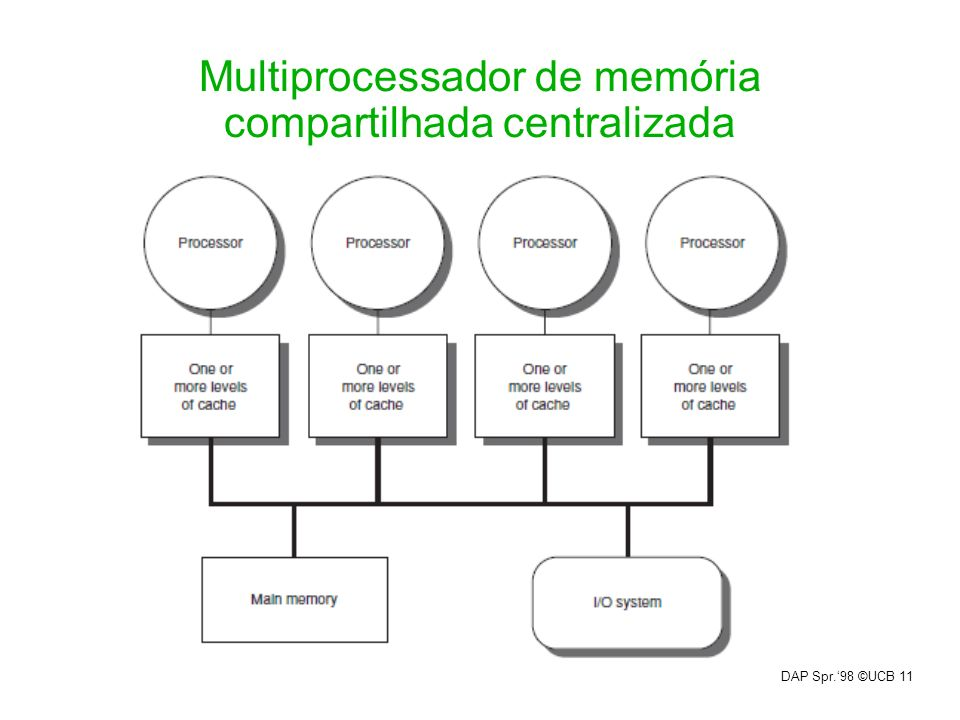 Multiprocessador de memória
compartilhada centralizada
Processor
Processor
Processor
Processor
One or
more levels
of cache
One or
more levels
of cache
One or
more levels
of cache
One or
more levels
of cache
Main memory
I/O system
DAP Spr.‘98 ©UCB 11